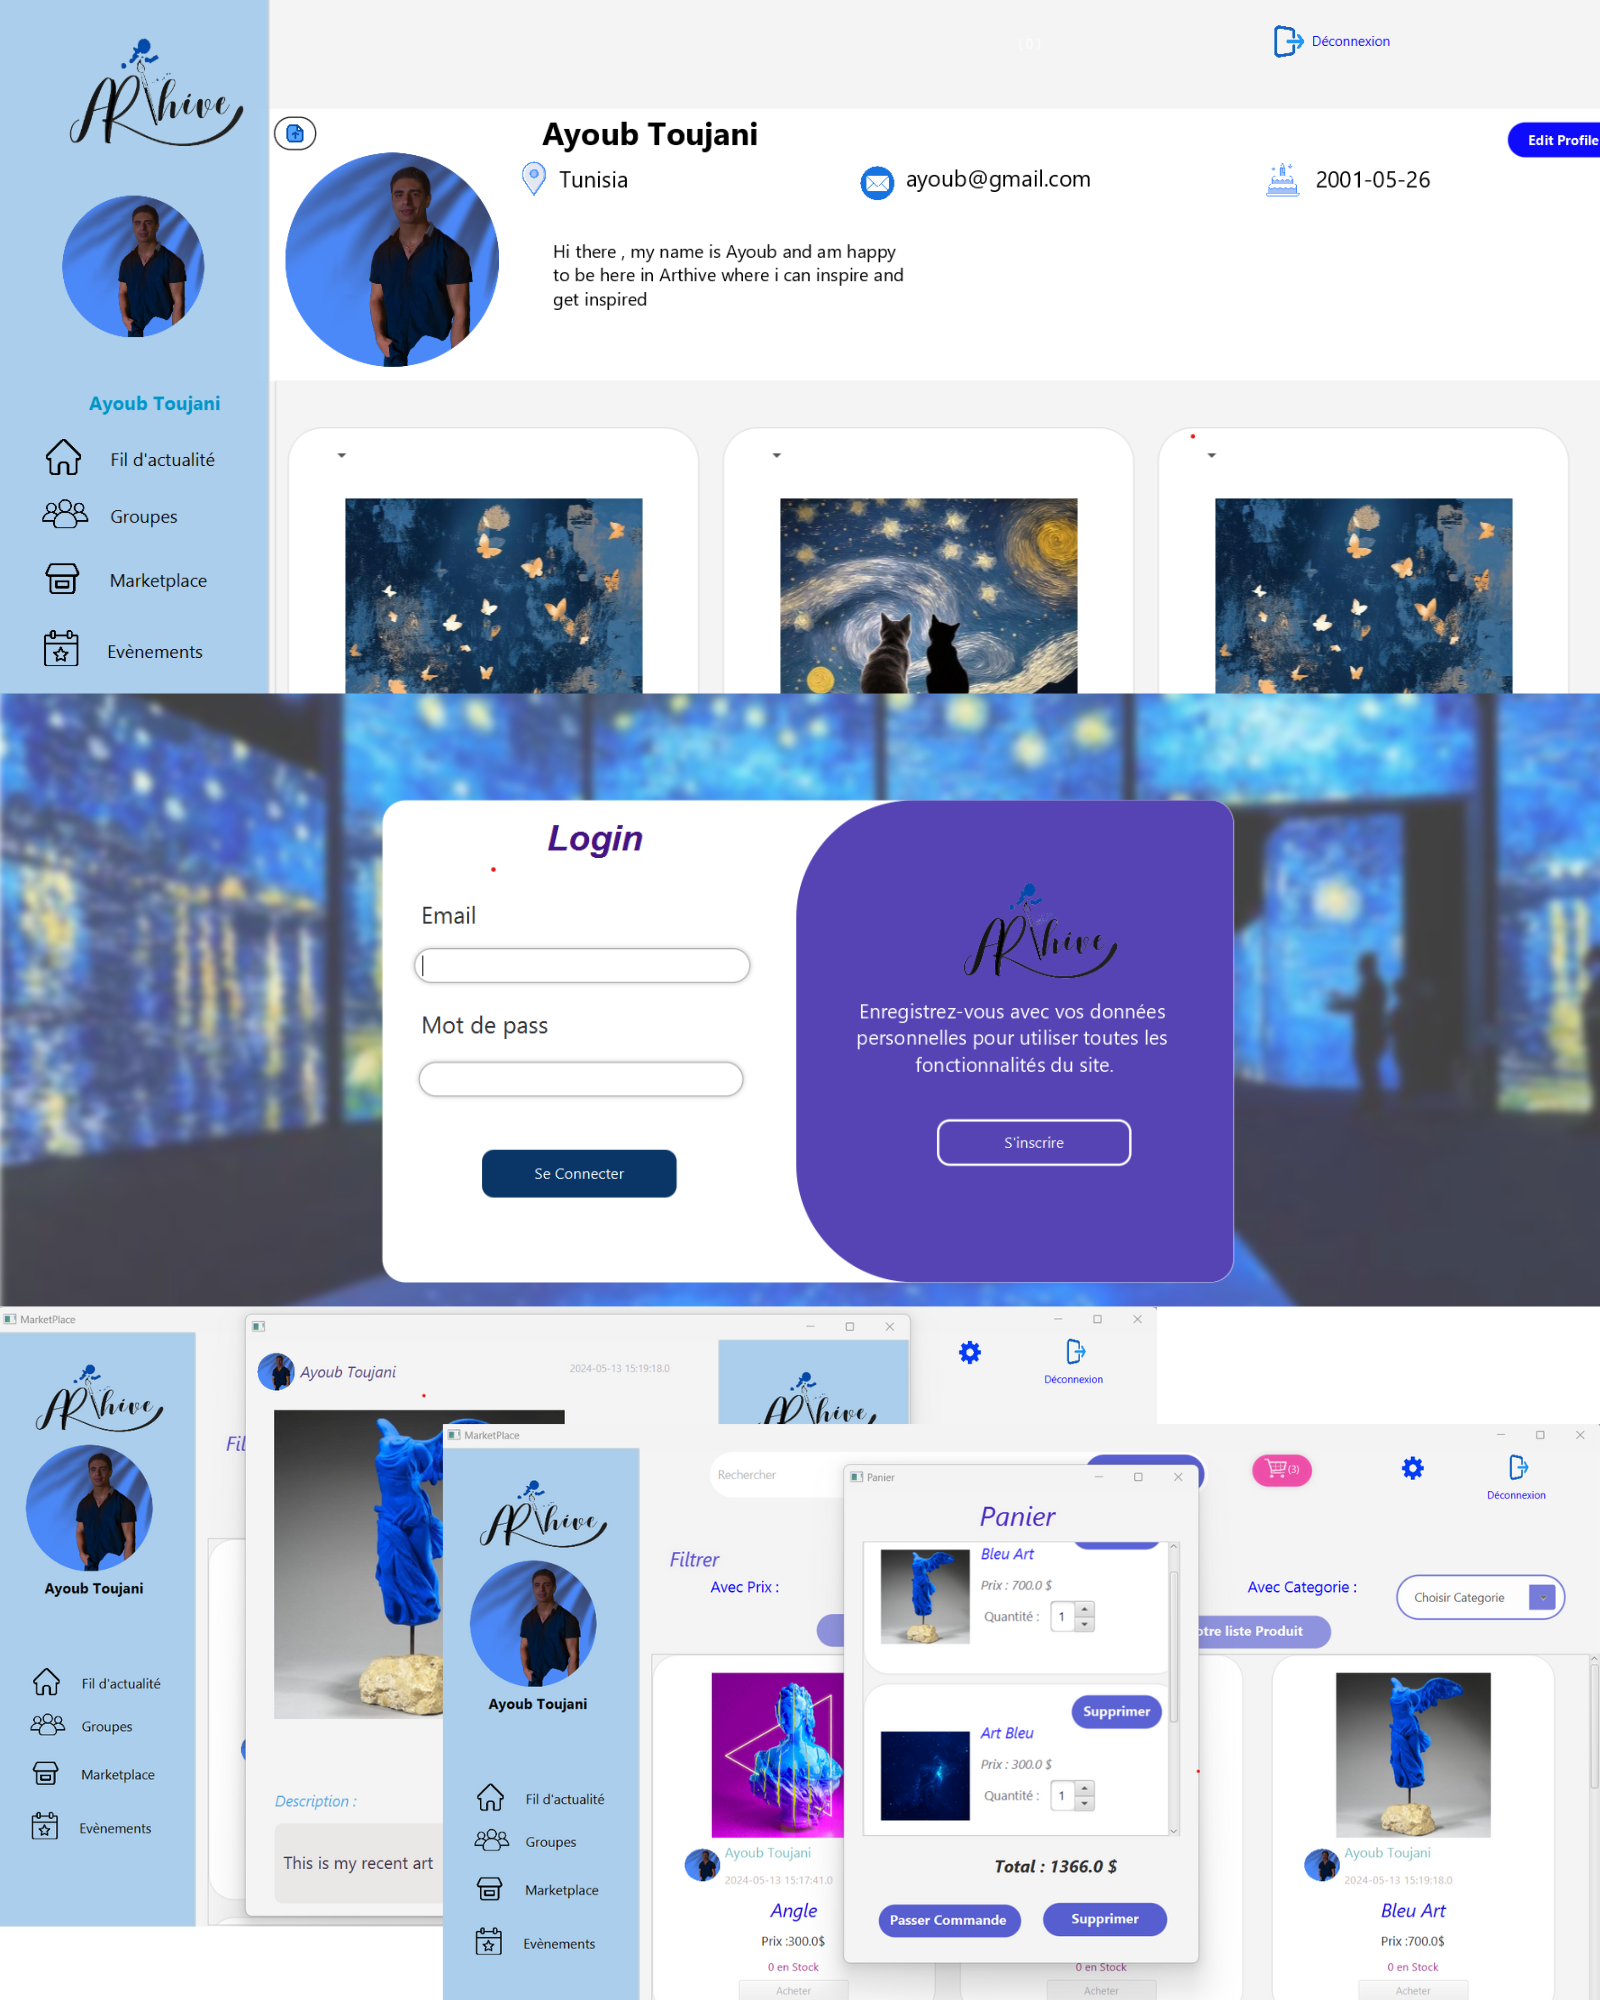 ARThive
( 0 )
Déconnexion
Ayoub Toujani
Edit Profile
Tunisia
ayoub@gmail.com
2001-05-26
Hi there , my name is Ayoub and am happy
to be here in Arthive where i can inspire and
get inspired
Ayoub Toujani
Fil d'actualité
Groupes
Marketplace
Evènements
Login
Email
Mot de pass
Se Connecter
ARThive
Enregistrez-vous avec vos données
personnelles pour utiliser toutes les
fonctionnalités du site.
S'inscrire
MarketPlace
ARThive
Ayoub Toujani
Fil d'actualité
Groupes
Marketplace
Evènements
Fil
Ayoub Toujani
2024-05-13 15:19:18.0
ARThive
Description :
This is my recent art
Déconnexion
MarketPlace
ARThive
Ayoub Toujani
Fil d'actualité
Groupes
Marketplace
Evènements
Rechercher
(3)
Déconnexion
Filtrer
Avec Prix :
Avec Categorie :
Choisir Categorie
otre liste Produit
Panier
Panier
Bleu Art
Prix : 700.0 $
Quantité :
1
Supprimer
Art Bleu
Prix : 300.0 $
Quantité :
1
Total : 1366.0 $
Passer Commande
Supprimer
Ayoub Toujani
2024-05-13 15:17:41.0
Angle
Prix :300.0$
0 en Stock
Acheter
0 en Stock
Acheter
Ayoub Toujani
2024-05-13 15:19:18.0
Bleu Art
Prix :700.0$
0 en Stock
Acheter